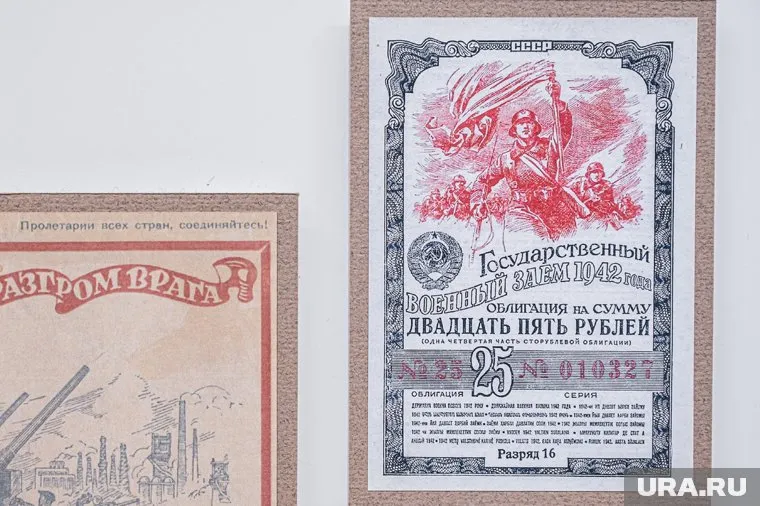 Пролетарии всех стран, соединяйтесь!
АЗГРОМ ВРАГА
СССР
Государственный
ВОЕННЫЙ ЗАЕМ 1942 года
ОБЛИГАЦИЯ НА СУММУ
ДВАДЦАТЬ ПЯТЬ РУБЛЕЙ
(ОДНА ЧЕТВЕРТАЯ ЧАСТЬ СТОРУБЛЕВОЙ ОБЛИГАЦИИ)
№ 25 25 № 010327
ОБЛИГАЦИЯ СЕРИЯ
Разряд 16
URA.RU